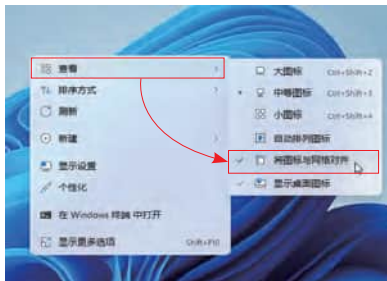 查看
排序方式
刷新
新建
显示设置
个性化
在 Windows 终端 中打开
显示更多选项 Shift+F10
大图标 Ctrl+Shift+2
中等图标 Ctrl+Shift+3
小图标 Ctrl+Shift+4
自动排列图标
将图标与网格对齐
显示桌面图标